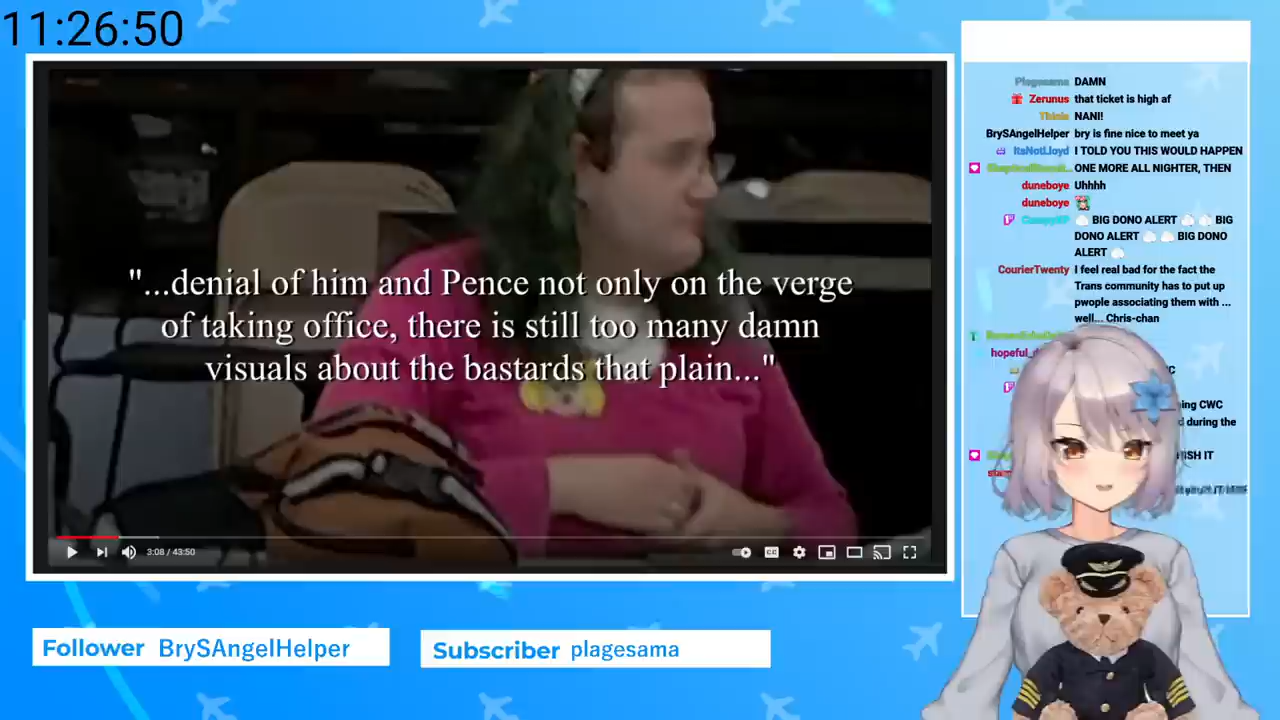 11:26:50
"...denial of him and Pence not only on the verge
of taking office, there is still too many damn
visuals about the bastards that plain..."
3:08 / 43:50
Follower BrySAngelHelper
Subscriber plagesama
Plagesama DAMN
Zerunus that ticket is high af
NANI!
BrySAngelHelper bry is fine nice to meet ya
ItsNotLloyd I TOLD YOU THIS WOULD HAPPEN
ONE MORE ALL NIGHTER, THEN
duneboye Uhhhh
duneboye
BIG DONO ALERT BIG
DONO ALERT BIG DONO
ALERT
CourierTwenty I feel real bad for the fact the
Trans community has to put up
pwople associating them with ...
well... Chris-chan
CWC
during the